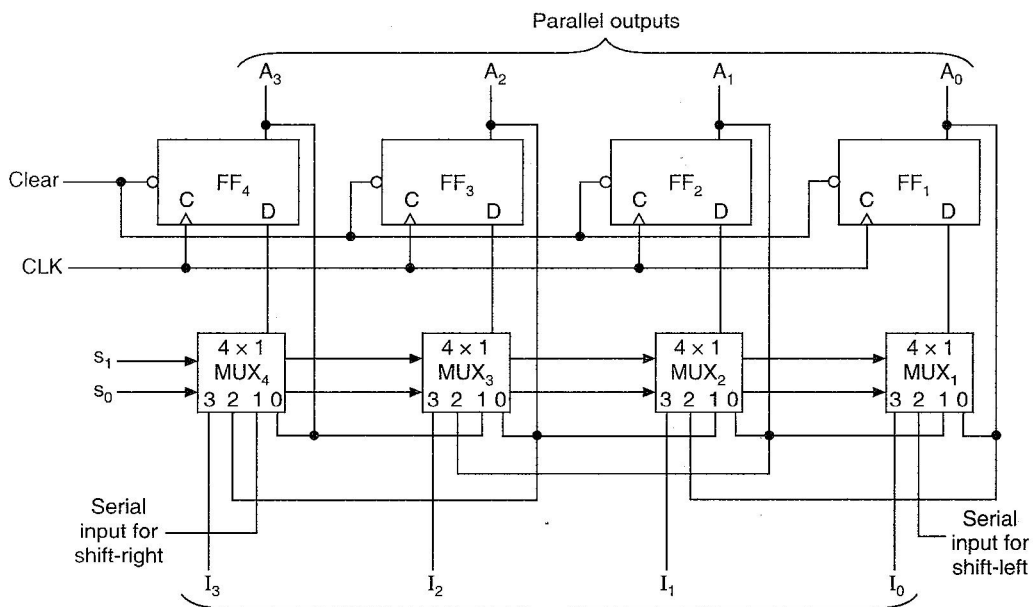 Parallel outputs
A₃ A₂ A₁ A₀
Clear
FF₄ FF₃ FF₂ FF₁
C D C D C D C D
CLK
s₁
4 × 1 4 × 1 4 × 1 4 × 1
MUX₄ MUX₃ MUX₂ MUX₁
s₀
3 2 1 0 3 2 1 0 3 2 1 0 3 2 1 0
Serial
input for
shift-right
Serial
input for
shift-left
I₃ I₂ I₁ I₀